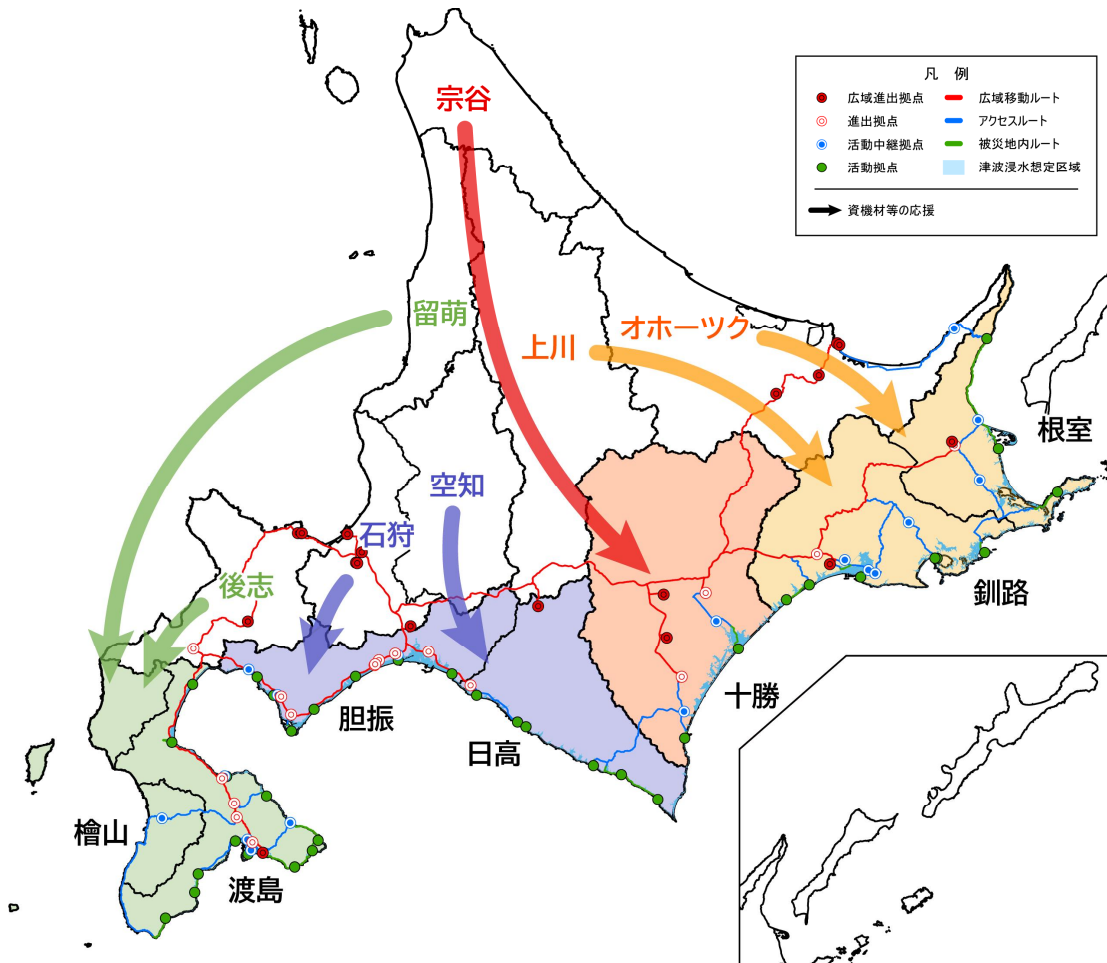 宗谷
凡 例
広域進出拠点
広域移動ルート
進出拠点
アクセスルート
活動中継拠点
被災地内ルート
活動拠点
津波浸水想定区域
資機材等の応援
留萌
オホーツク
上川
根室
空知
石狩
後志
釧路
十勝
胆振
日高
檜山
渡島